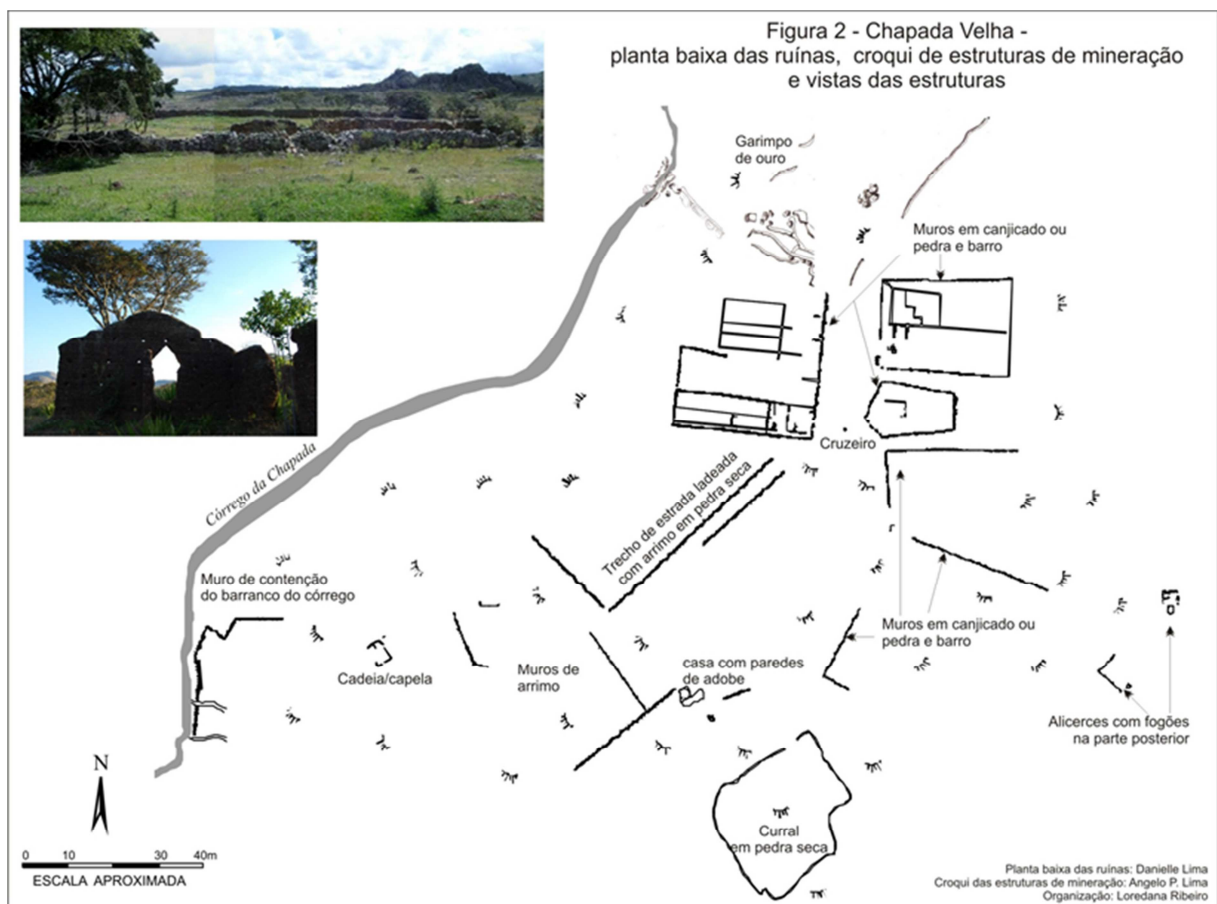 Figura 2 - Chapada Velha -
planta baixa das ruínas, croqui de estruturas de mineração
e vistas das estruturas
Garimpo
de ouro
Muros em canjicado ou
pedra e barro
Cruzeiro
Córrego da Chapada
Trecho de estrada ladeada
com arrimo em pedra seca
Muro de contenção
do barranco do córrego
Cadeia/capela
Muros de
arrimo
casa com paredes
de adobe
Muros em canjicado ou
pedra e barro
Alicerces com fogões
na parte posterior
Curral
em pedra seca
N
0 10 20 30 40m
ESCALA APROXIMADA
Planta baixa das ruínas: Danielle Lima
Croqui das estruturas de mineração: Angelo P. Lima
Organização: Loredana Ribeiro